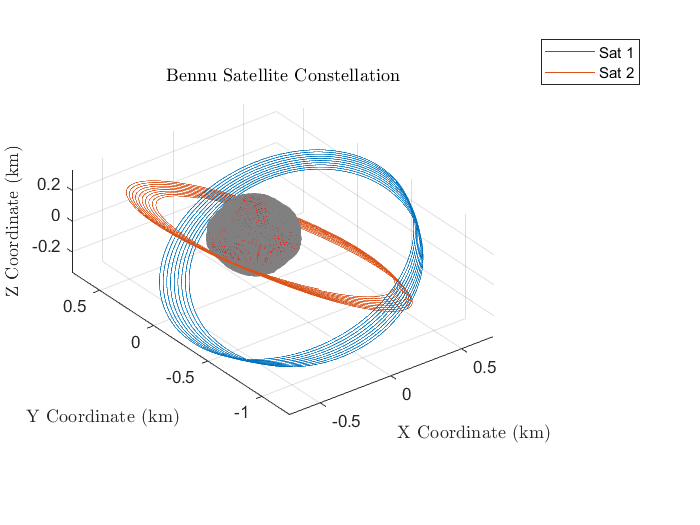 Sat 1
Sat 2
Bennu Satellite Constellation
Z Coordinate (km)
0.2
0
-0.2
0.5
0
-0.5
-1
Y Coordinate (km)
-0.5
0
0.5
X Coordinate (km)